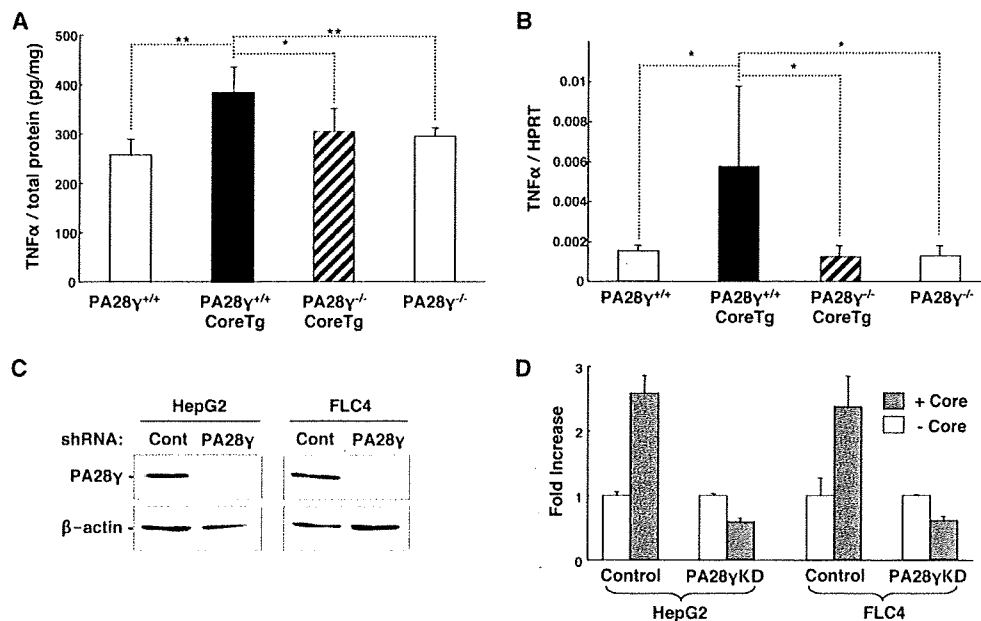 A
TNFα / total protein (pg/mg)
500
400
300
200
100
0
**
*
**
PA28γ+/+
PA28γ+/+ CoreTg
PA28γ-/- CoreTg
PA28γ-/-
B
TNFα / HPRT
0.01
0.008
0.006
0.004
0.002
0
*
*
*
PA28γ+/+
PA28γ+/+ CoreTg
PA28γ-/- CoreTg
PA28γ-/-
C
HepG2
FLC4
shRNA: Cont PA28γ Cont PA28γ
PA28γ -
β-actin -
D
Fold Increase
3
2
1
0
+ Core
- Core
Control PA28γKD Control PA28γKD
HepG2 FLC4